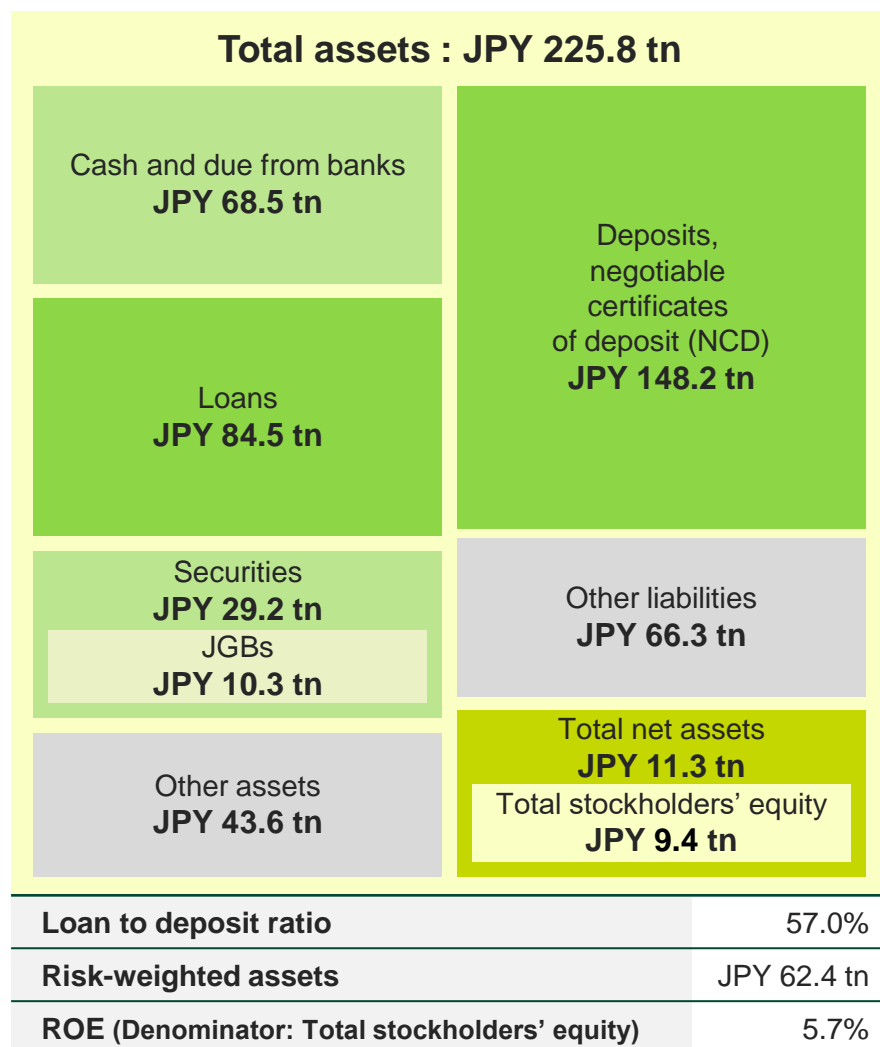 Total assets : JPY 225.8 tn
Cash and due from banks
JPY 68.5 tn
Loans
JPY 84.5 tn
Securities
JPY 29.2 tn
JGBs
JPY 10.3 tn
Other assets
JPY 43.6 tn
Deposits,
negotiable
certificates
of deposit (NCD)
JPY 148.2 tn
Other liabilities
JPY 66.3 tn
Total net assets
JPY 11.3 tn
Total stockholders’ equity
JPY 9.4 tn
Loan to deposit ratio 57.0%
Risk-weighted assets JPY 62.4 tn
ROE (Denominator: Total stockholders’ equity) 5.7%